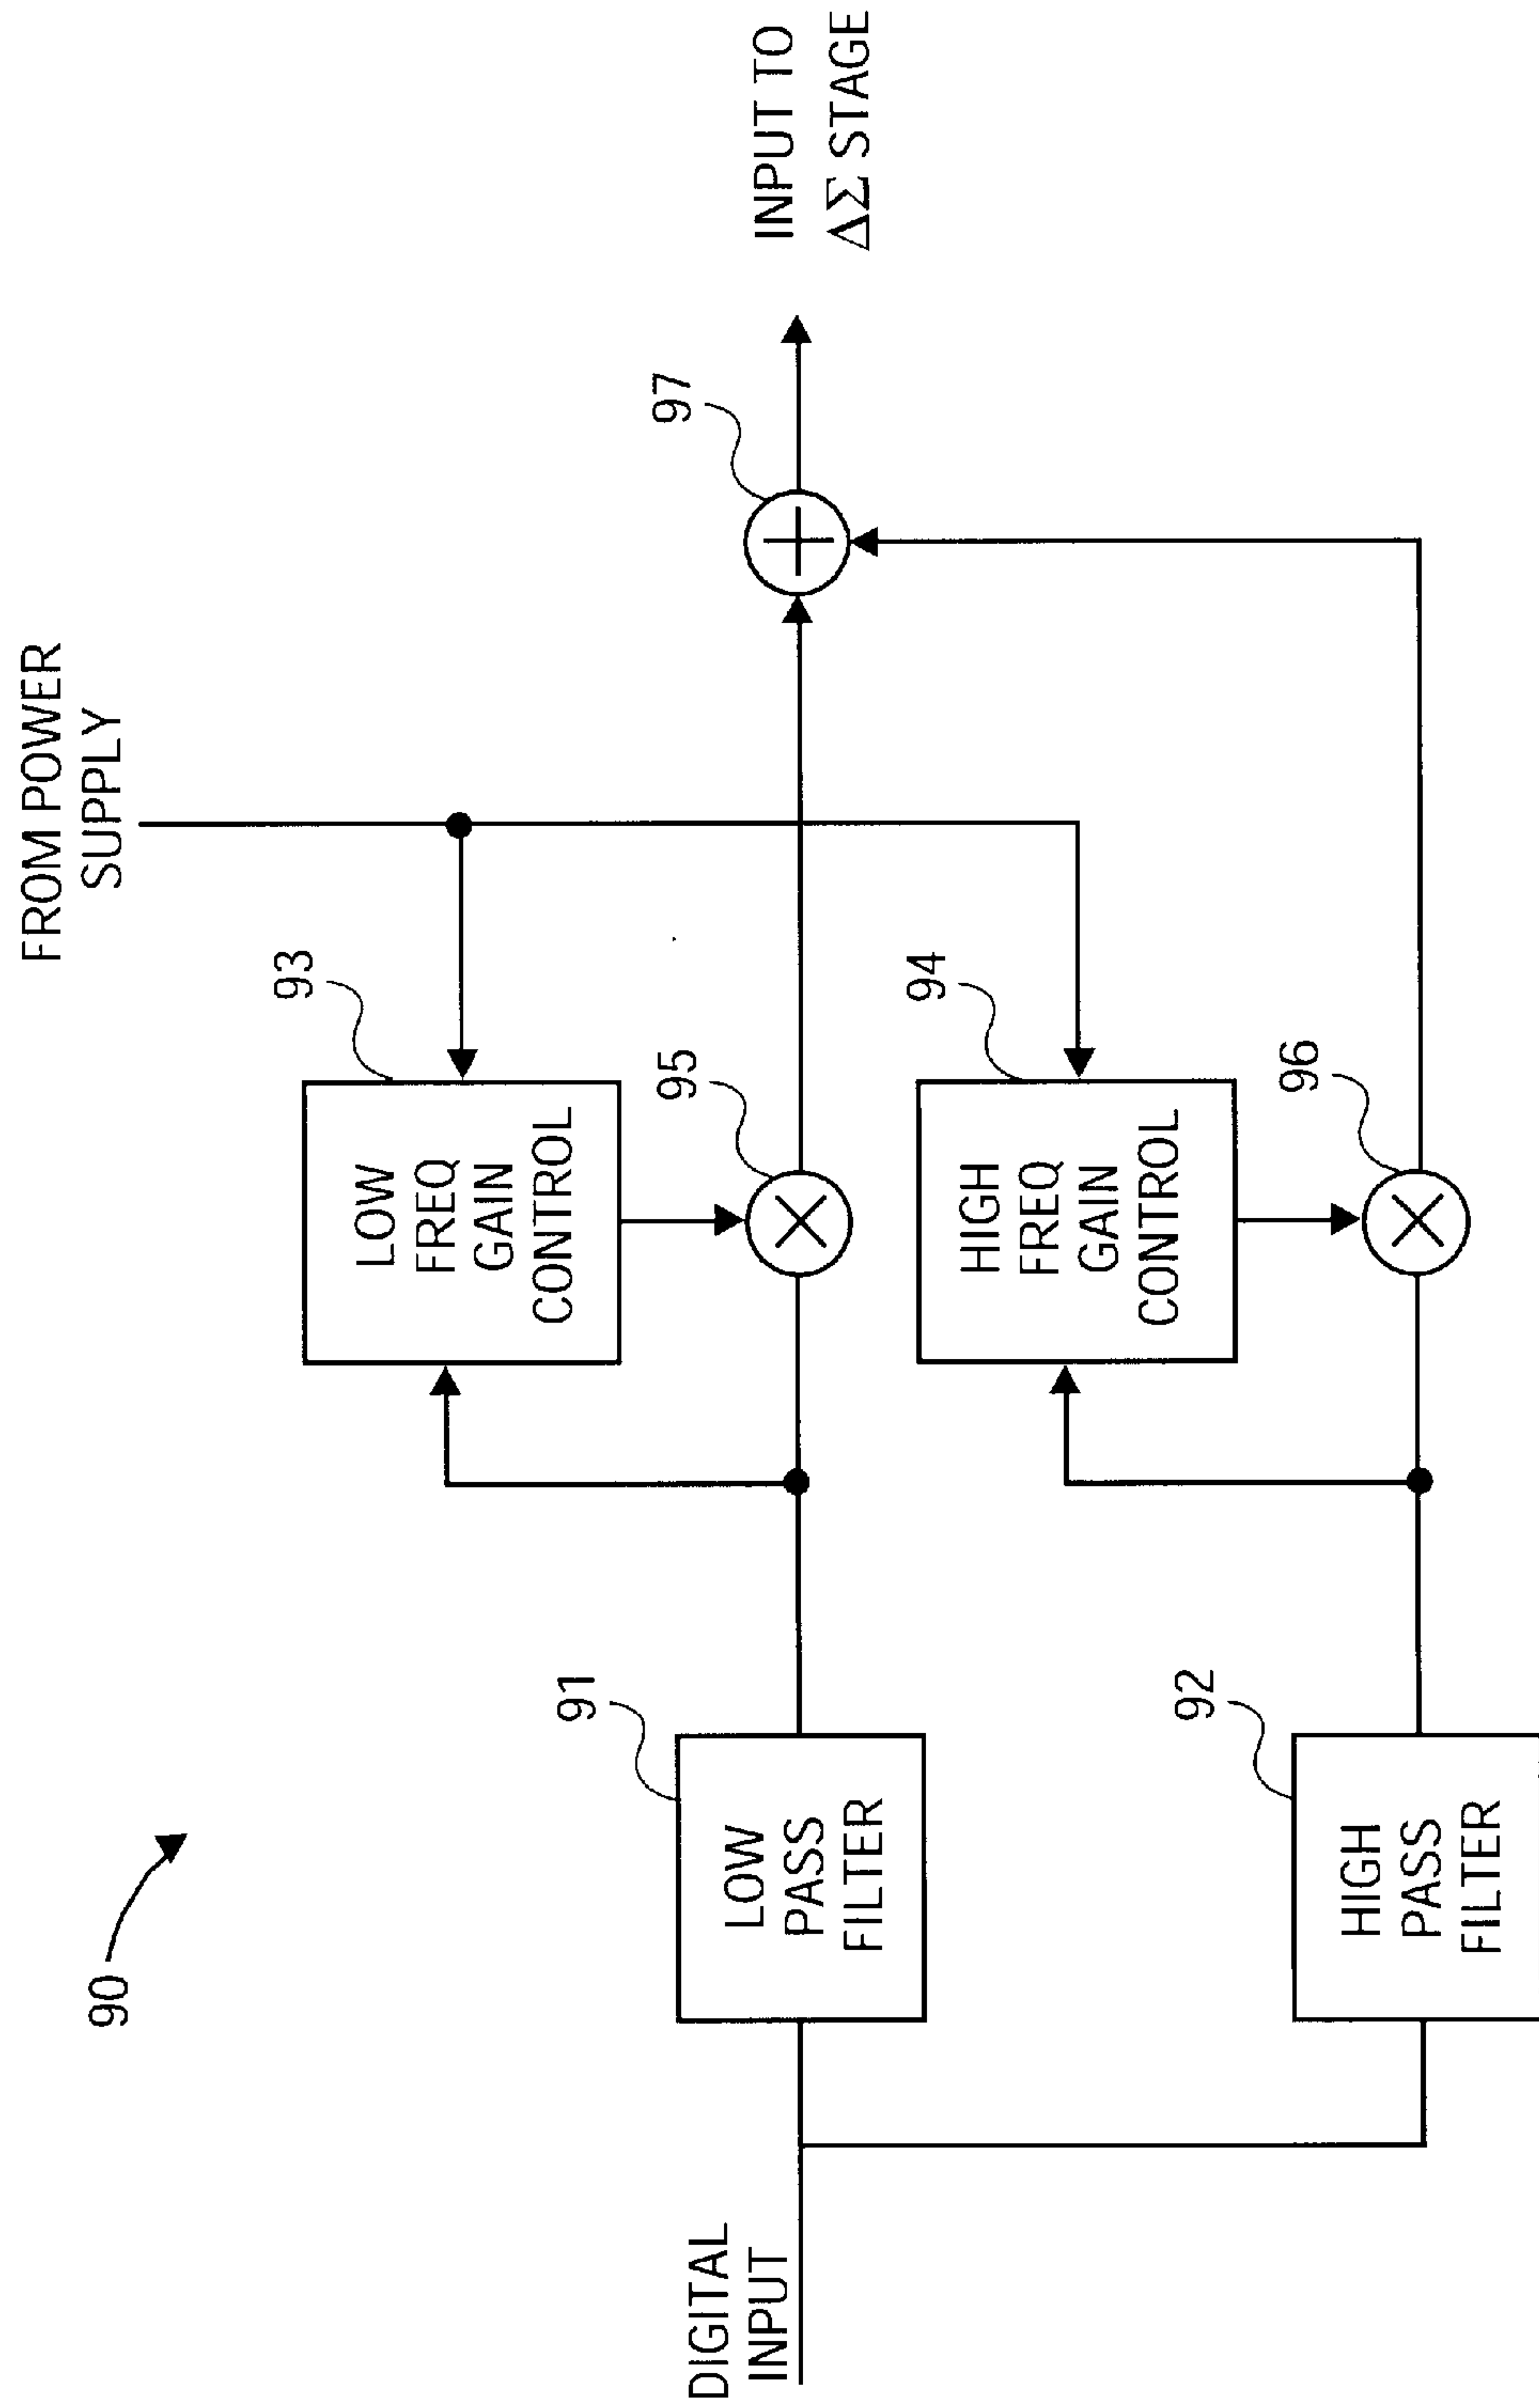 90
FROM POWER
SUPPLY
93
LOW
FREQ
GAIN
CONTROL
DIGITAL
INPUT
91
LOW
PASS
FILTER
95
97
INPUT TO
ΔΣ STAGE
94
HIGH
FREQ
GAIN
CONTROL
92
HIGH
PASS
FILTER
96